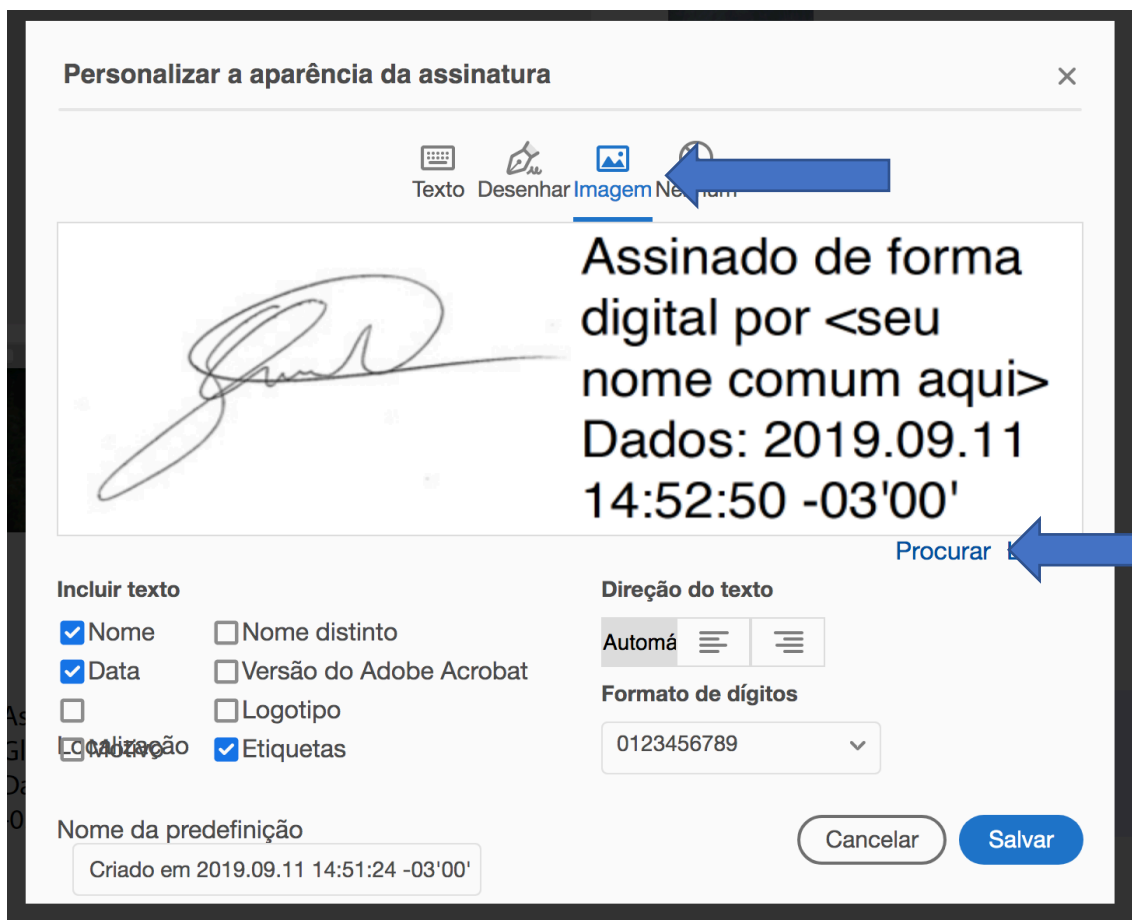 Personalizar a aparência da assinatura
Texto Desenhar Imagem
Assinado de forma
digital por <seu
nome comum aqui>
Dados: 2019.09.11
14:52:50 -03'00'
Procurar
Incluir texto
Direção do texto
Nome
Nome distinto
Automá
Data
Versão do Adobe Acrobat
Formato de dígitos
Logotipo
Localização
Motivo
Etiquetas
0123456789
Nome da predefinição
Cancelar
Salvar
Criado em 2019.09.11 14:51:24 -03'00'